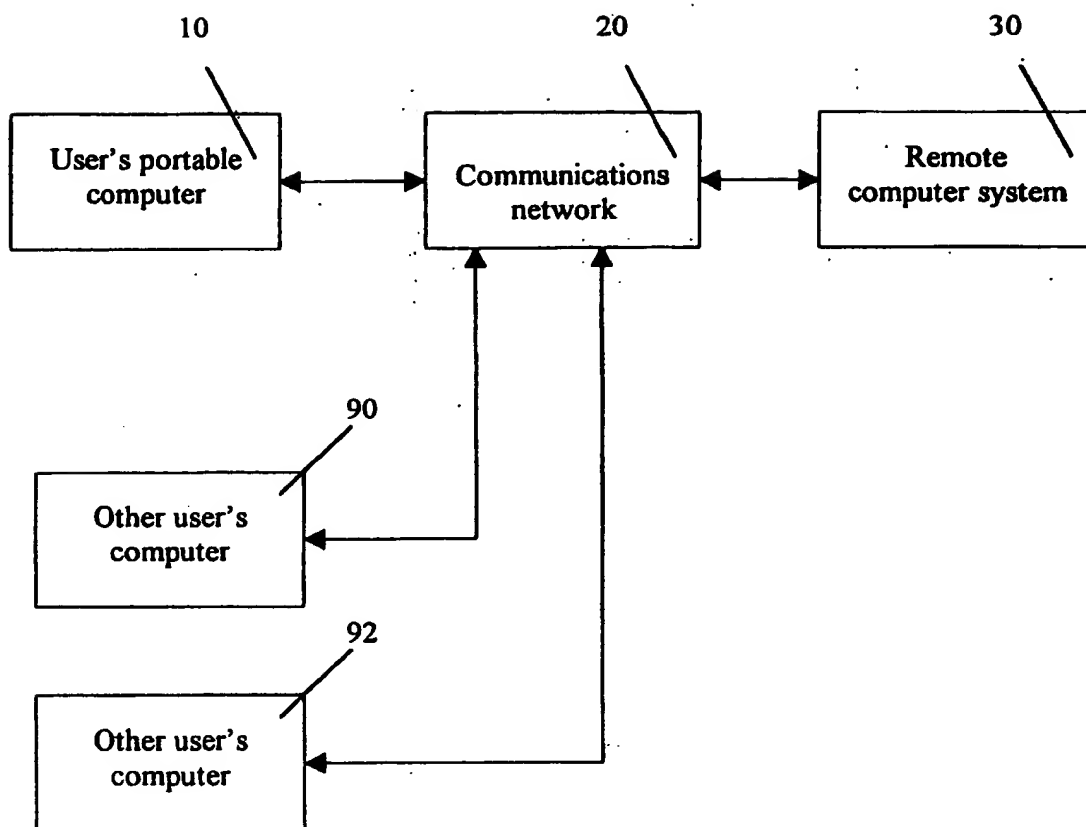 10
20
30
User's portable
computer
Communications
network
Remote
computer system
90
Other user's
computer
92
Other user's
computer